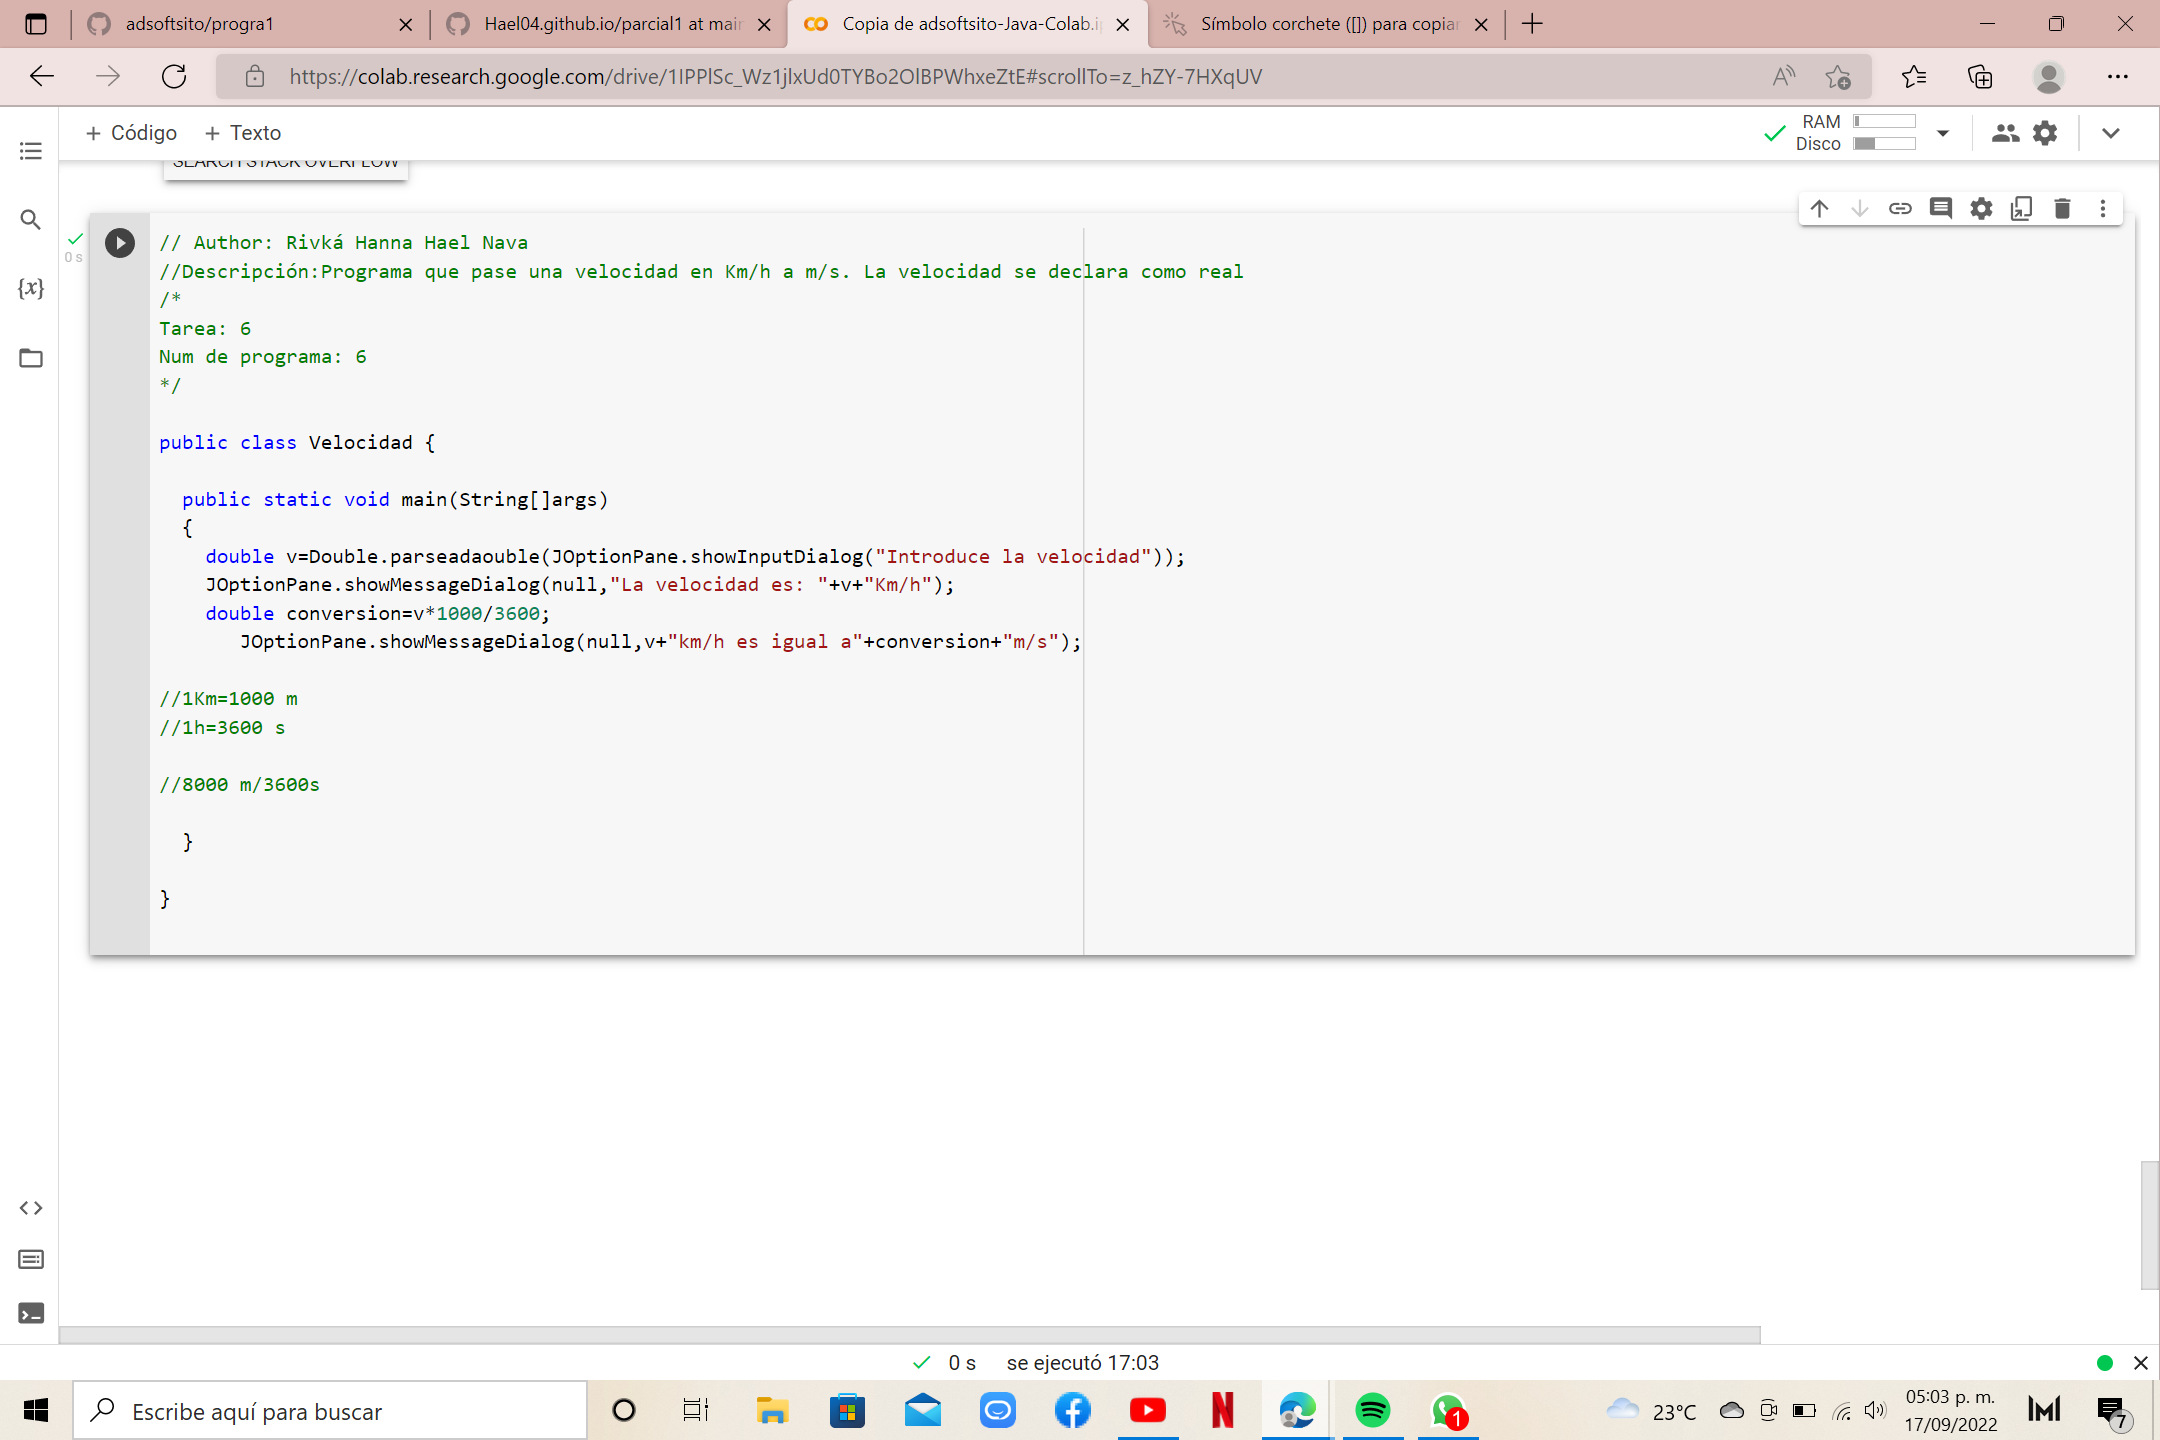 adsoftsito/progra1
Hael04.github.io/parcial1 at mair
Copia de adsoftsito-Java-Colab.i
Símbolo corchete ([]) para copiar
https://colab.research.google.com/drive/1IPPlSc_Wz1jlxUd0TYBo2OlBPWhxeZtE#scrollTo=z_hZY-7HXqUV
+ Código + Texto
RAM
Disco
SEARCH STACK OVERFLOW
0 s
// Author: Rivká Hanna Hael Nava
//Descripción:Programa que pase una velocidad en Km/h a m/s. La velocidad se declara como real
/*
Tarea: 6
Num de programa: 6
*/
public class Velocidad {
public static void main(String[]args)
{
double v=Double.parseadaouble(JOptionPane.showInputDialog("Introduce la velocidad"));
JOptionPane.showMessageDialog(null,"La velocidad es: "+v+"Km/h");
double conversion=v*1000/3600;
JOptionPane.showMessageDialog(null,v+"km/h es igual a"+conversion+"m/s");
//1Km=1000 m
//1h=3600 s
//8000 m/3600s
}
}
0 s se ejecutó 17:03
Escribe aquí para buscar
1
23°C
05:03 p. m.
17/09/2022
7